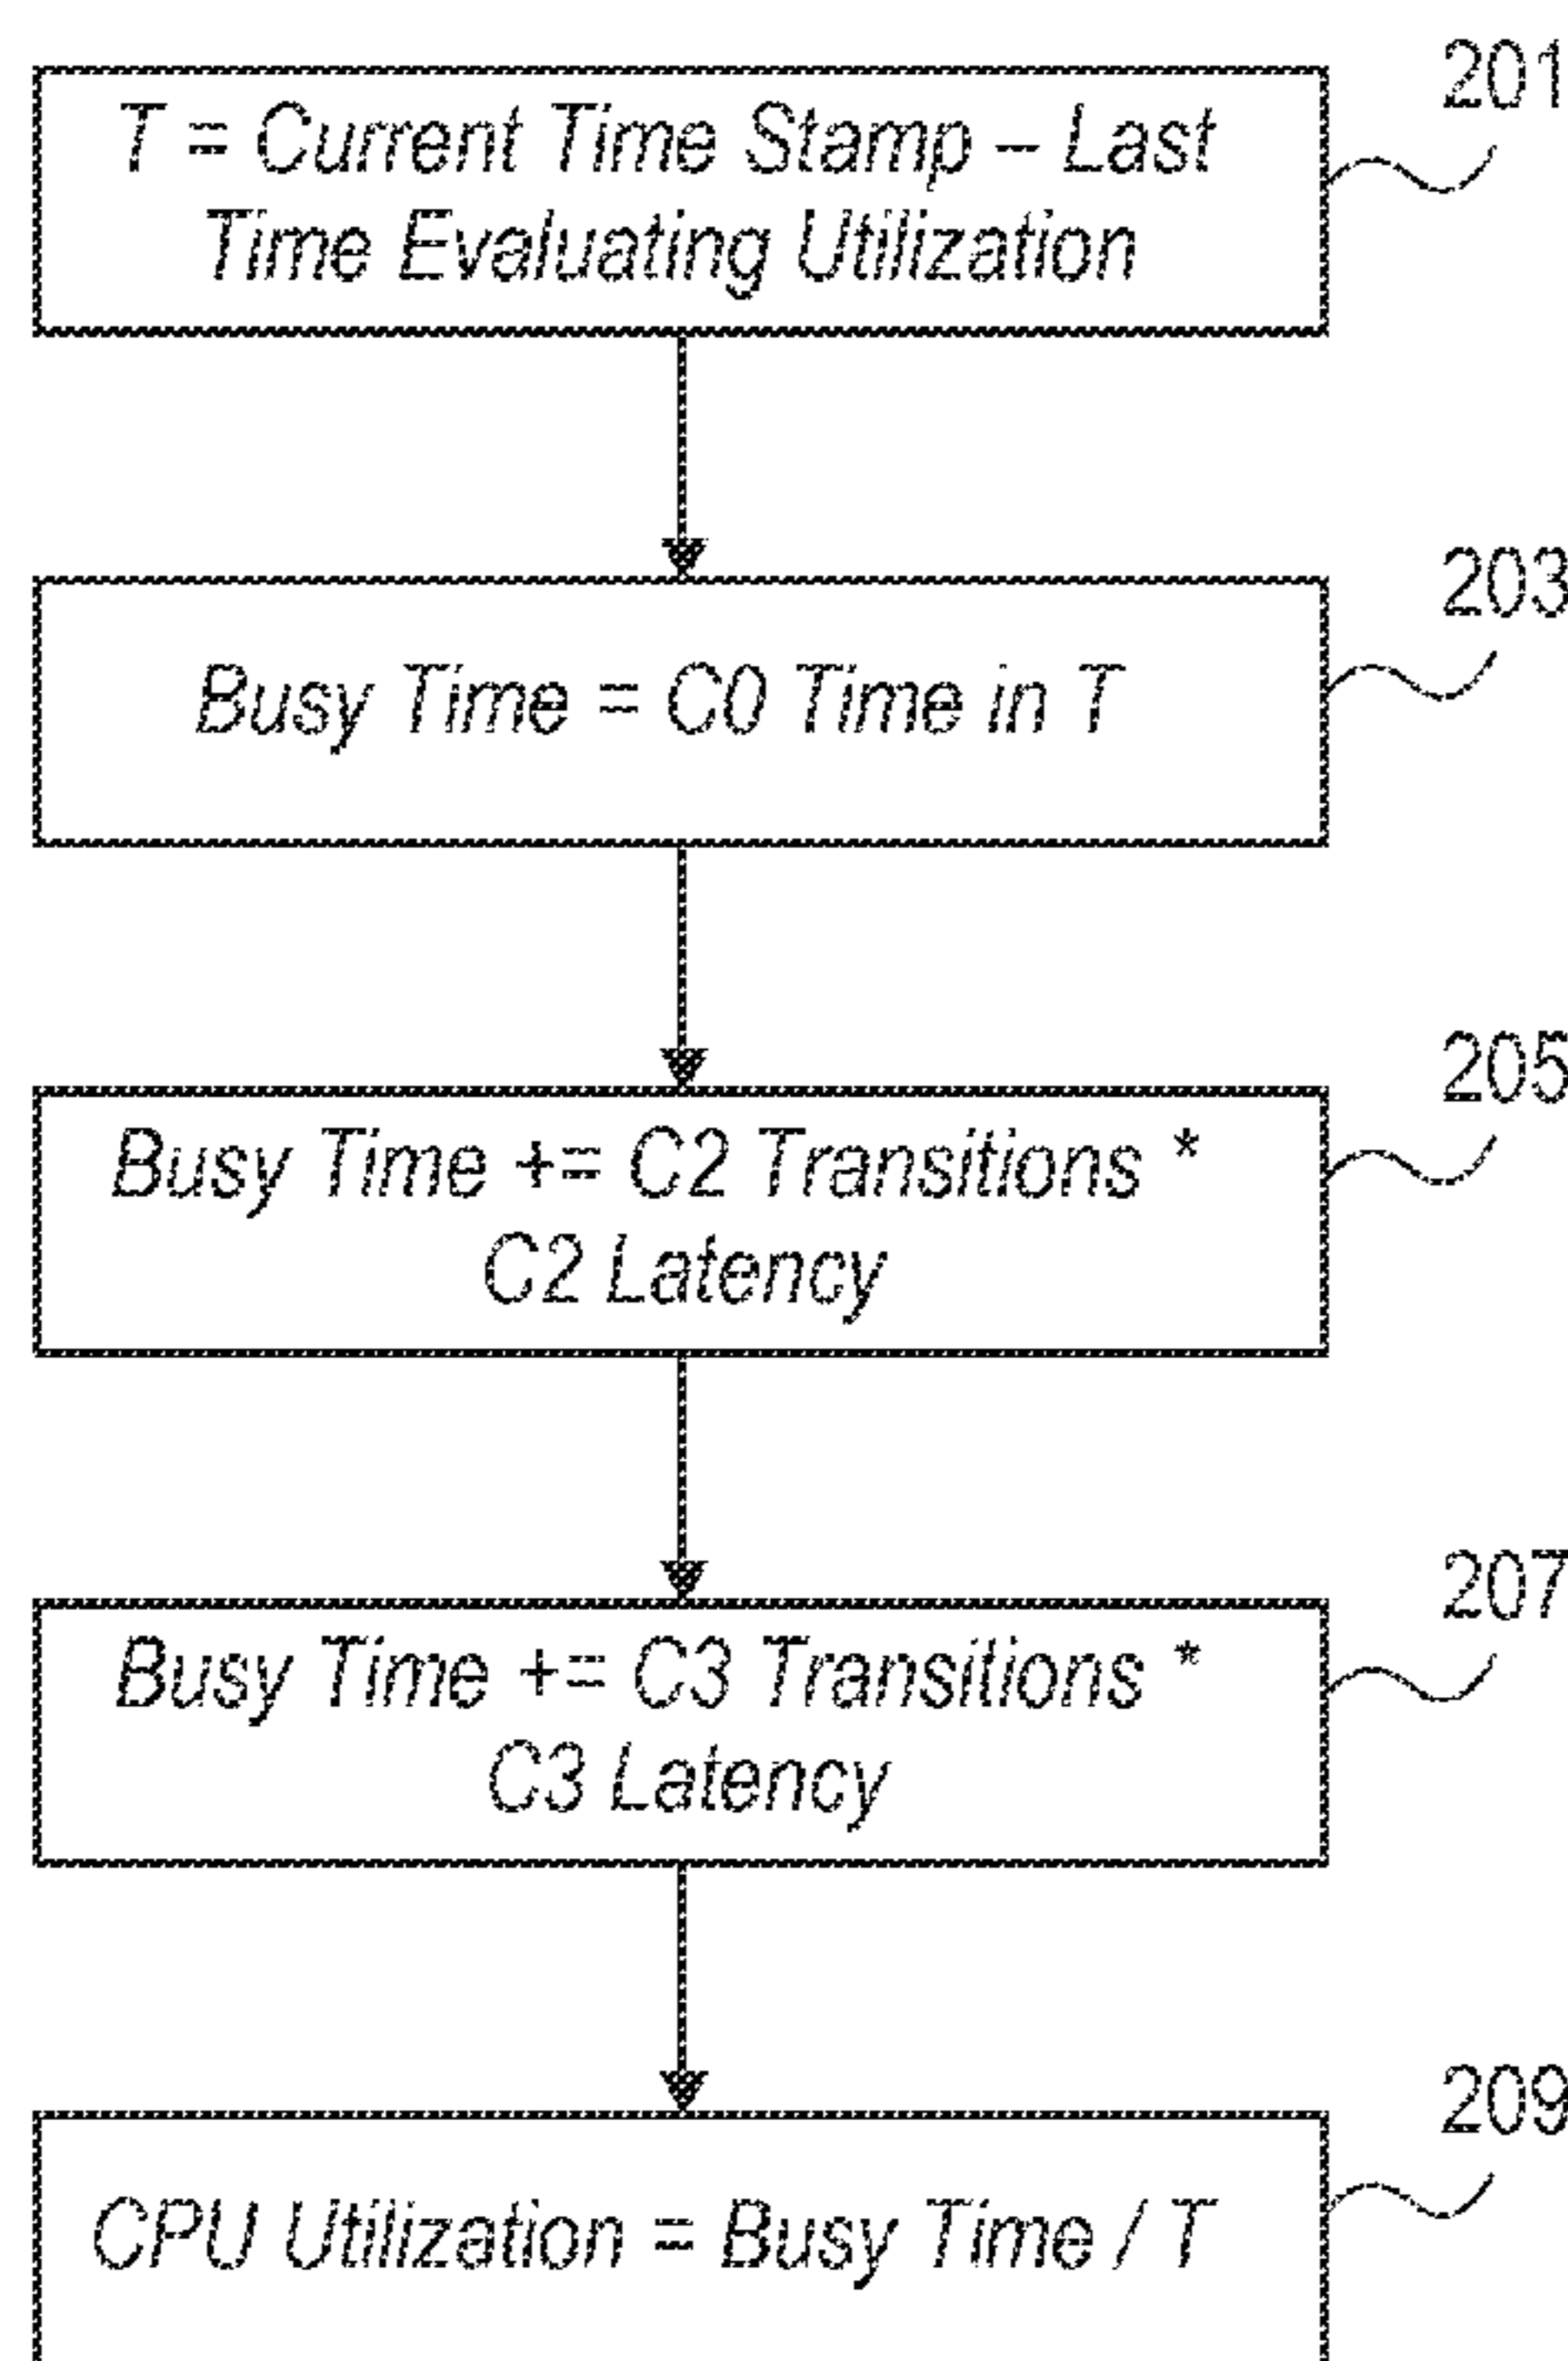 201
T = Current Time Stamp – Last
Time Evaluating Utilization
203
Busy Time = C0 Time in T
205
Busy Time += C2 Transitions *
C2 Latency
207
Busy Time += C3 Transitions *
C3 Latency
209
CPU Utilization = Busy Time / T